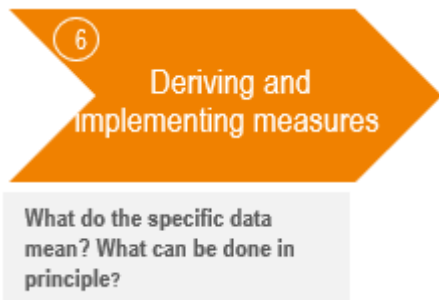 6
Deriving and
implementing measures
What do the specific data
mean? What can be done in
principle?